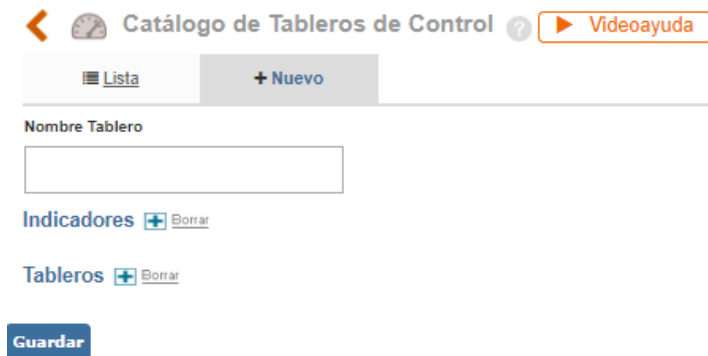 Catálogo de Tableros de Control ? Videoayuda
Lista + Nuevo
Nombre Tablero
Indicadores Borrar
Tableros Borrar
Guardar